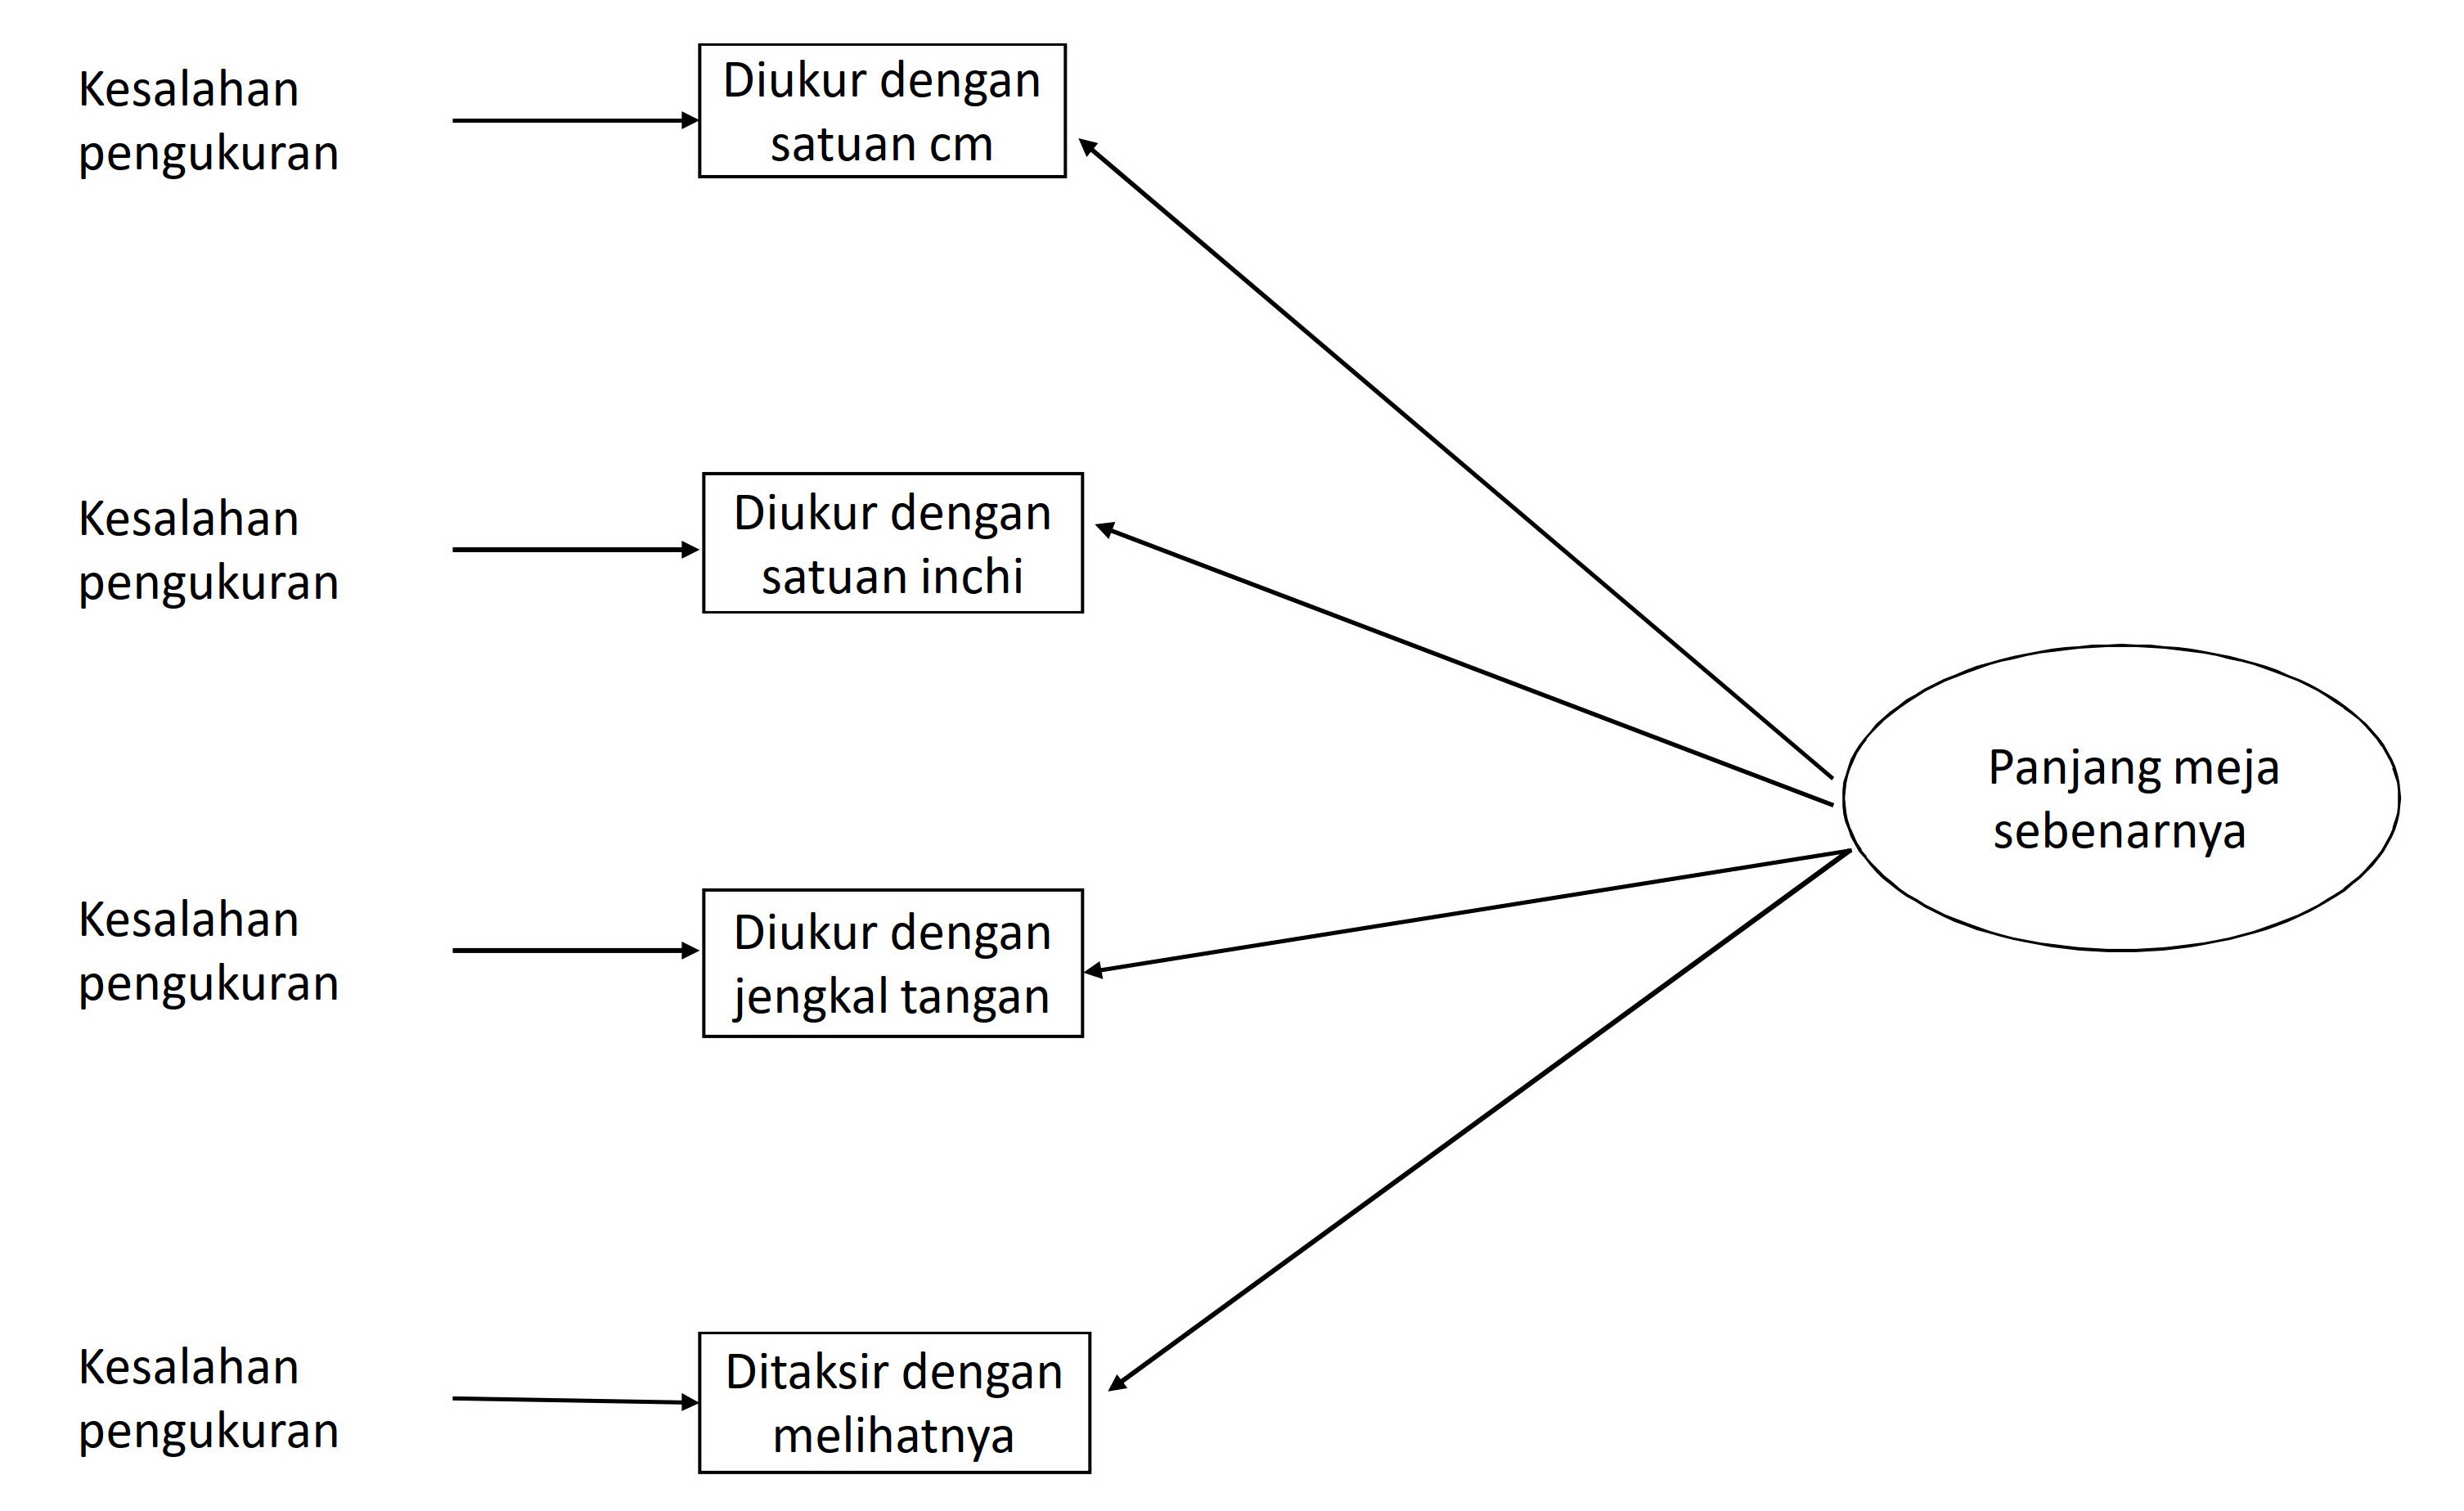 Kesalahan
pengukuran
Diukur dengan
satuan cm
Kesalahan
pengukuran
Diukur dengan
satuan inchi
Panjang meja
sebenarnya
Kesalahan
pengukuran
Diukur dengan
jengkal tangan
Kesalahan
pengukuran
Ditaksir dengan
melihatnya